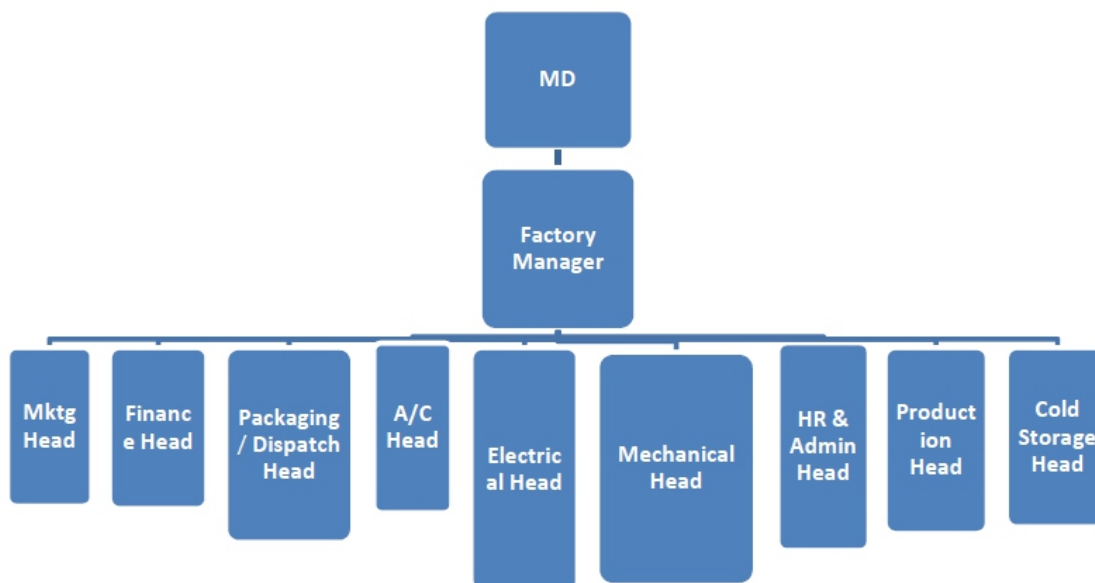 MD
Factory
Manager
Mktg
Head
Financ
e Head
Packaging
/ Dispatch
Head
A/C
Head
Electric
al Head
Mechanical
Head
HR &
Admin
Head
Product
ion
Head
Cold
Storage
Head